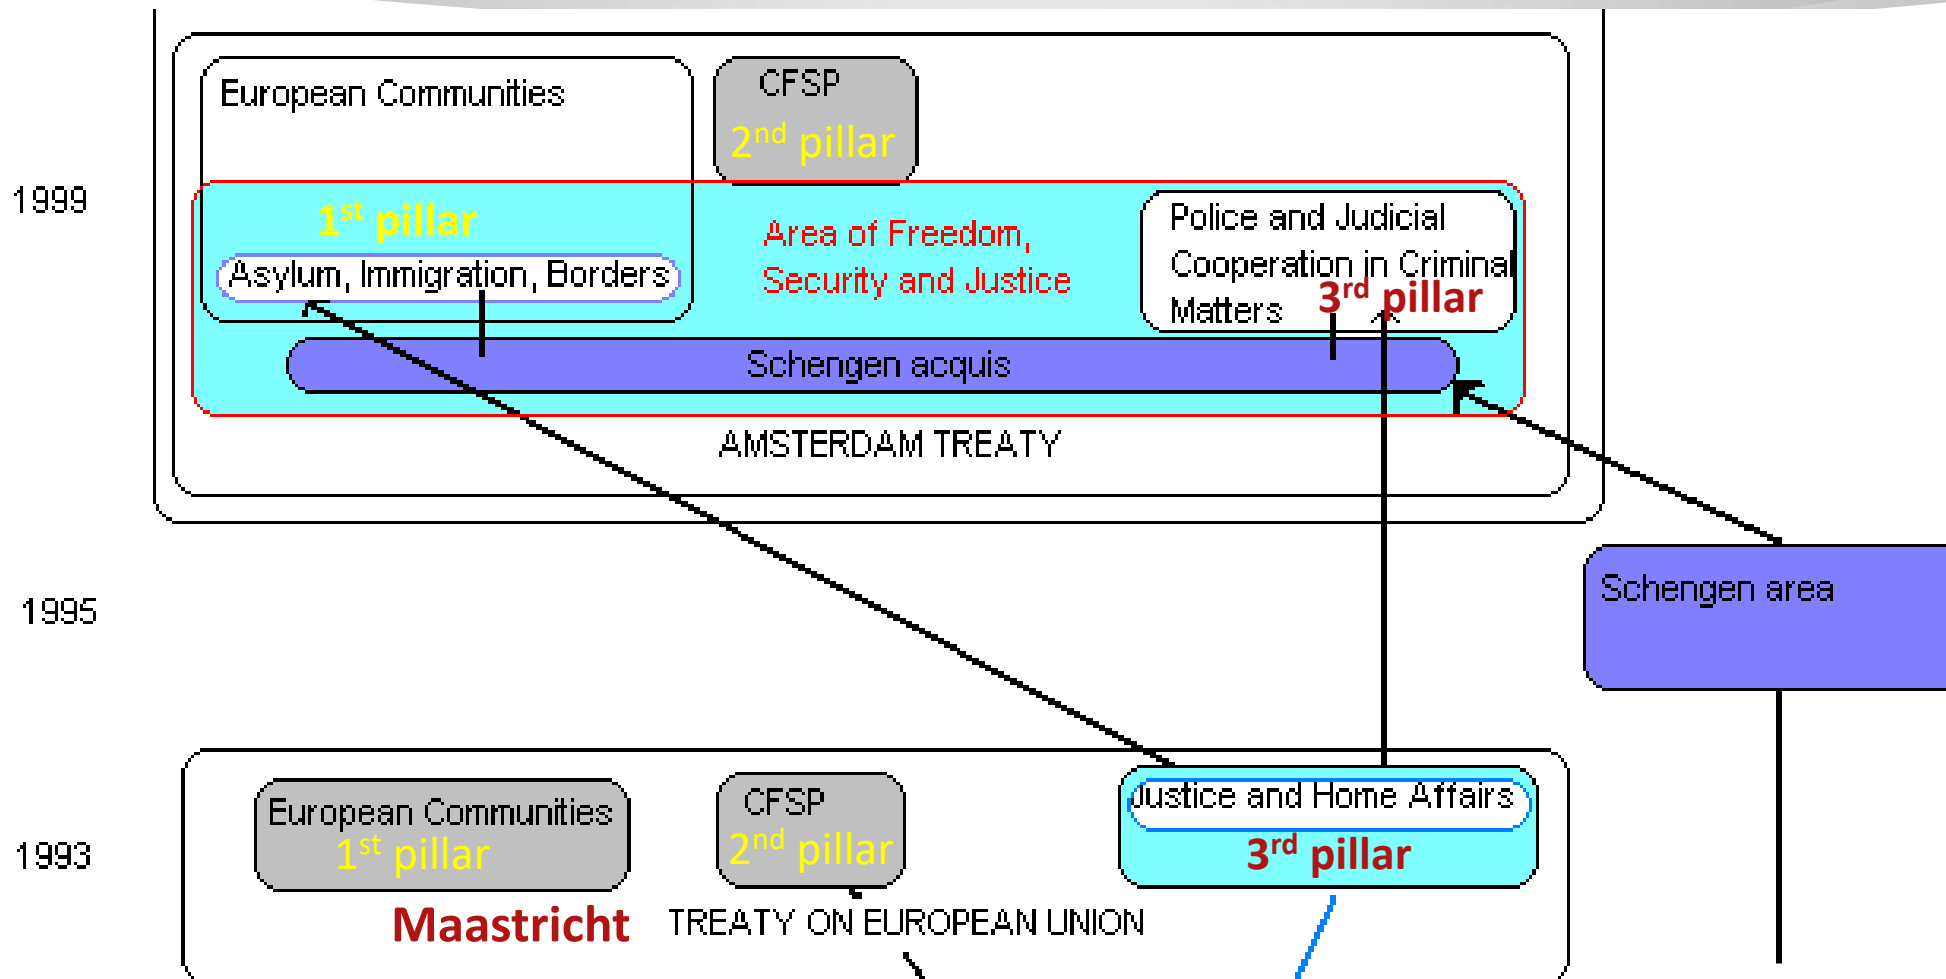 European Communities
CFSP
2nd pillar
1999
1st pillar
Asylum, Immigration, Borders
Area of Freedom,
Security and Justice
Police and Judicial
Cooperation in Criminal
Matters
3rd pillar
Schengen acquis
AMSTERDAM TREATY
1995
Schengen area
1993
European Communities
1st pillar
CFSP
2nd pillar
Justice and Home Affairs
3rd pillar
Maastricht
TREATY ON EUROPEAN UNION